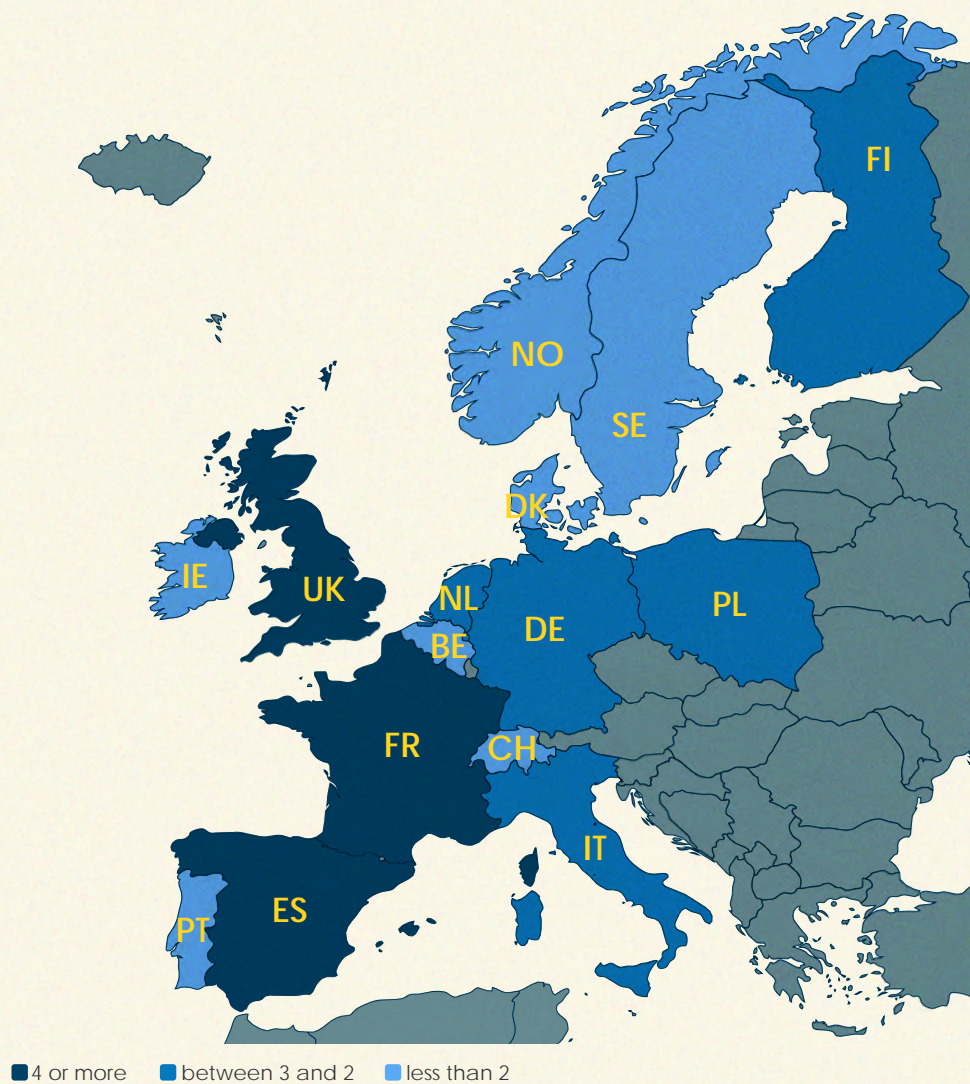 FI
NO
SE
DK
IE
UK
NL
PL
DE
BE
FR
CH
IT
ES
PT
4 or more between 3 and 2 less than 2